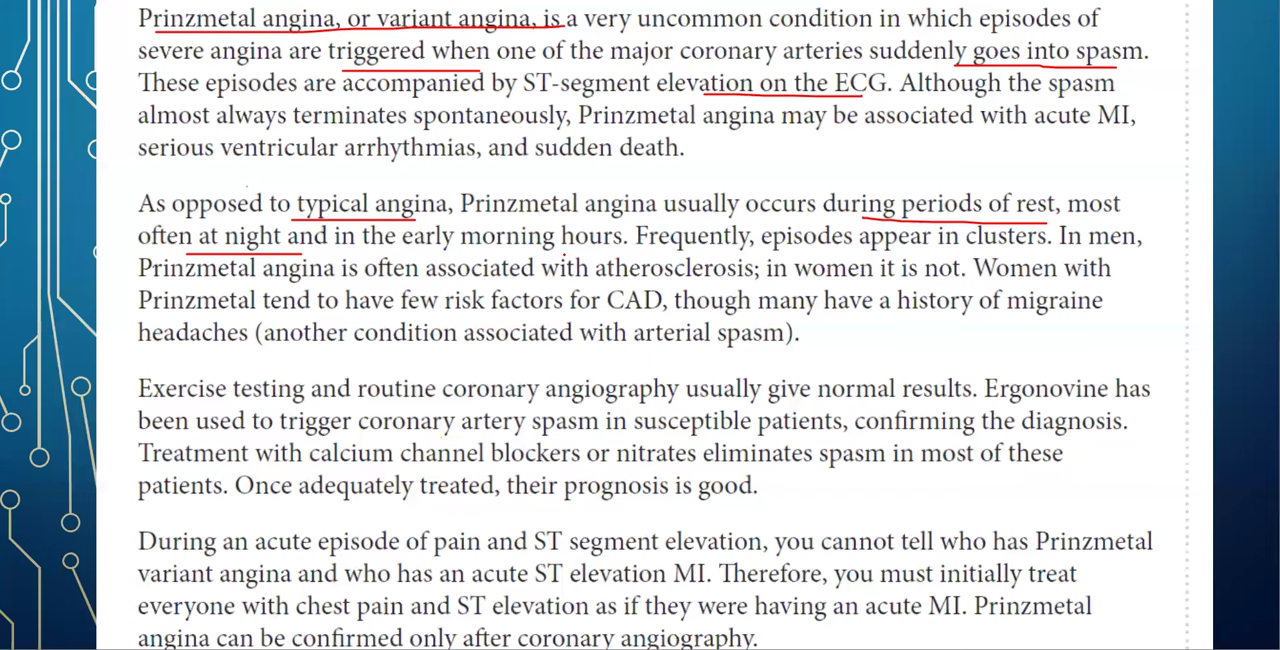 Prinzmetal angina, or variant angina, is a very uncommon condition in which episodes of
severe angina are triggered when one of the major coronary arteries suddenly goes into spasm.
These episodes are accompanied by ST-segment elevation on the ECG. Although the spasm
almost always terminates spontaneously, Prinzmetal angina may be associated with acute MI,
serious ventricular arrhythmias, and sudden death.
As opposed to typical angina, Prinzmetal angina usually occurs during periods of rest, most
often at night and in the early morning hours. Frequently, episodes appear in clusters. In men,
Prinzmetal angina is often associated with atherosclerosis; in women it is not. Women with
Prinzmetal tend to have few risk factors for CAD, though many have a history of migraine
headaches (another condition associated with arterial spasm).
Exercise testing and routine coronary angiography usually give normal results. Ergonovine has
been used to trigger coronary artery spasm in susceptible patients, confirming the diagnosis.
Treatment with calcium channel blockers or nitrates eliminates spasm in most of these
patients. Once adequately treated, their prognosis is good.
During an acute episode of pain and ST segment elevation, you cannot tell who has Prinzmetal
variant angina and who has an acute ST elevation MI. Therefore, you must initially treat
everyone with chest pain and ST elevation as if they were having an acute MI. Prinzmetal
angina can be confirmed only after coronary angiography.